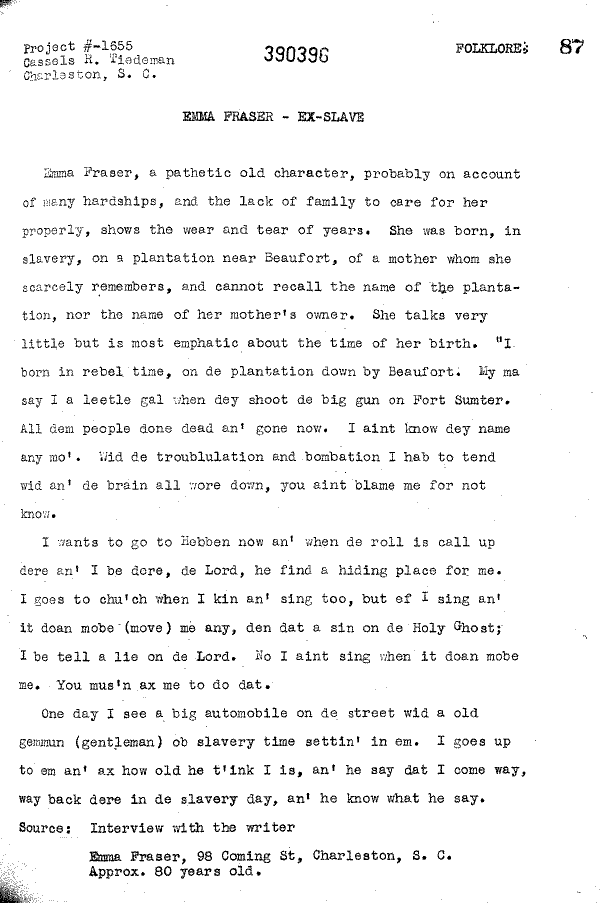 Project #-1655
Cassels R. Tiedeman
Charleston, S. C.
390396
FOLKLORE:
87
EMMA FRASER - EX-SLAVE
Emma Fraser, a pathetic old character, probably on account
of many hardships, and the lack of family to care for her
properly, shows the wear and tear of years. She was born, in
slavery, on a plantation near Beaufort, of a mother whom she
scarcely remembers, and cannot recall the name of the planta-
tion, nor the name of her mother's owner. She talks very
little but is most emphatic about the time of her birth. "I
born in rebel time, on de plantation down by Beaufort. My ma
say I a leetle gal when dey shoot de big gun on Fort Sumter.
All dem people done dead an' gone now. I aint know dey name
any mo'. Wid de troublulation and bombation I hab to tend
wid an' de brain all wore down, you aint blame me for not
know.
I wants to go to Hebben now an' when de roll is call up
dere an' I be dere, de Lord, he find a hiding place for me.
I goes to chu'tch when I kin an' sing too, but ef I sing an'
it doan mobe (move) me any, den dat a sin on de Holy Ghost;
I be tell a lie on de Lord. No I aint sing when it doan mobe
me. You mus'n ax me to do dat.
One day I see a big automobile on de street wid a old
gemmun (gentleman) ob slavery time settin' in em. I goes up
to em an' ax how old he t'ink I is, an' he say dat I come way,
way back dere in de slavery day, an' he know what he say.
Source: Interview with the writer
Emma Fraser, 98 Coming St, Charleston, S. C.
Approx. 80 years old.